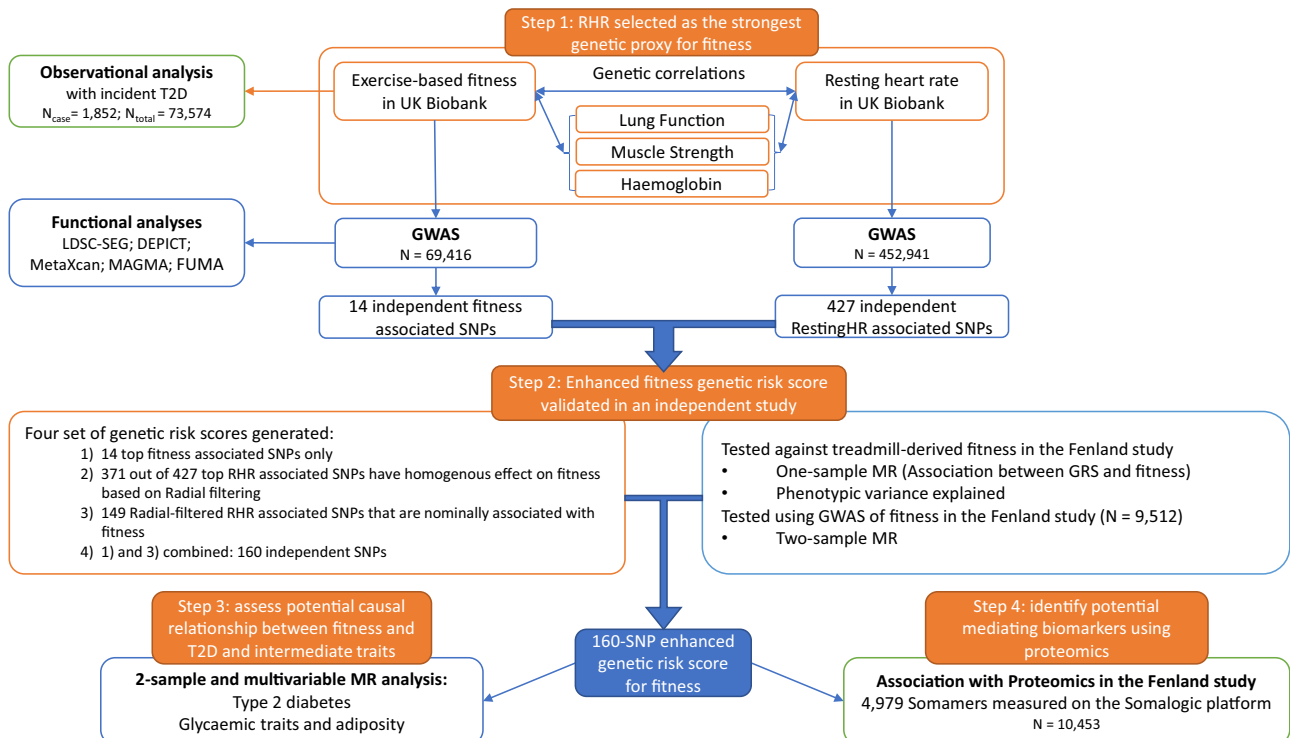 Step 1: RHR selected as the strongest
genetic proxy for fitness
Observational analysis
with incident T2D
Ncase= 1,852; Ntotal = 73,574
Exercise-based fitness
in UK Biobank
Genetic correlations
Resting heart rate
in UK Biobank
Lung Function
Muscle Strength
Haemoglobin
Functional analyses
LDSC-SEG; DEPICT;
MetaXcan; MAGMA; FUMA
GWAS
N = 69,416
GWAS
N = 452,941
14 independent fitness
associated SNPs
427 independent
RestingHR associated SNPs
Step 2: Enhanced fitness genetic risk score
validated in an independent study
Four set of genetic risk scores generated:
1) 14 top fitness associated SNPs only
2) 371 out of 427 top RHR associated SNPs have homogenous effect on fitness
based on Radial filtering
3) 149 Radial-filtered RHR associated SNPs that are nominally associated with
fitness
4) 1) and 3) combined: 160 independent SNPs
Tested against treadmill-derived fitness in the Fenland study
• One-sample MR (Association between GRS and fitness)
• Phenotypic variance explained
Tested using GWAS of fitness in the Fenland study (N = 9,512)
• Two-sample MR
Step 3: assess potential causal
relationship between fitness and
T2D and intermediate traits
2-sample and multivariable MR analysis:
Type 2 diabetes
Glycaemic traits and adiposity
160-SNP enhanced
genetic risk score
for fitness
Step 4: identify potential
mediating biomarkers using
proteomics
Association with Proteomics in the Fenland study
4,979 Somamers measured on the Somalogic platform
N = 10,453